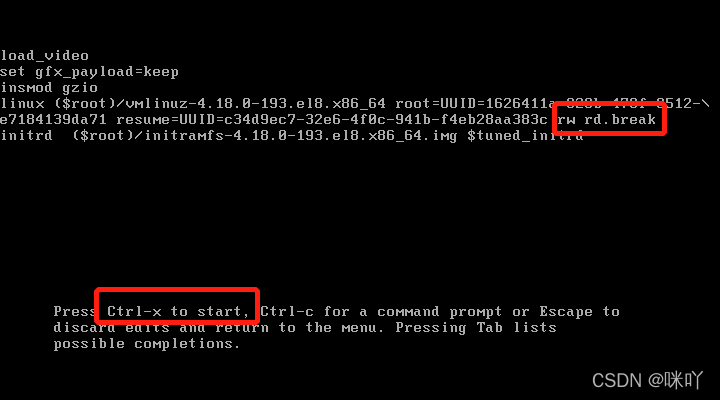 load_video
set gfx_payload=keep
insmod gzio
linux ($root)/vmlinuz-4.18.0-193.el8.x86_64 root=UUID=1626411a-
e7184139da71 resume=UUID=c34d9ec7-32e6-4f0c-941b-f4eb28aa383c rw rd.break
initrd ($root)/initramfs-4.18.0-193.el8.x86_64.img $tuned_initrd
Press Ctrl-x to start, Ctrl-c for a command prompt or Escape to
discard edits and return to the menu. Pressing Tab lists
possible completions.
CSDN @咪吖